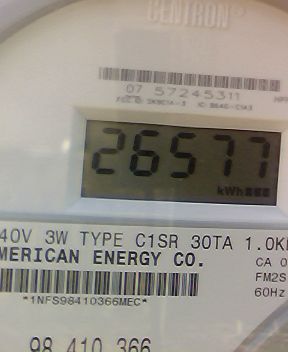 CENTRON®
07 57245311
26577
kWh
40V 3W TYPE C1SR 30TA 1.0K
MERICAN ENERGY CO.
CA 0
FM2S
60Hz
*1NFS98410366MEC*
98 410 366